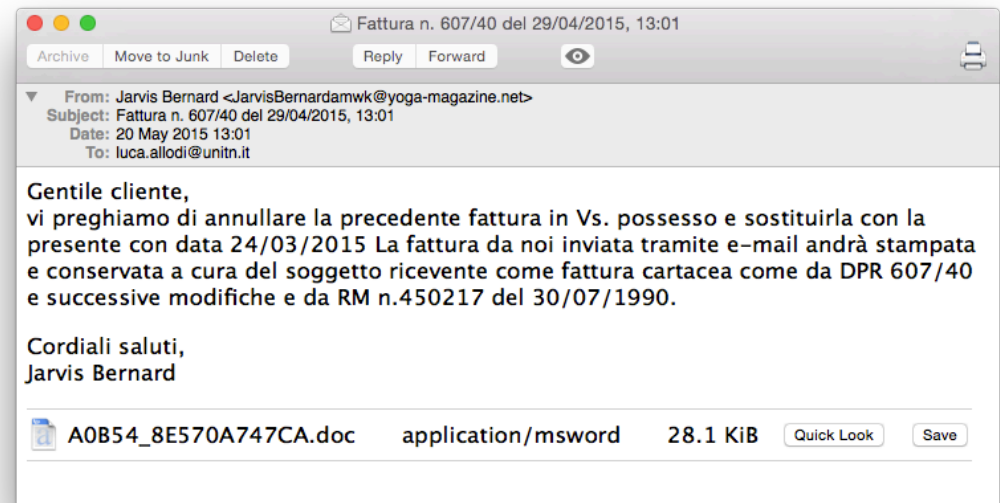 Fattura n. 607/40 del 29/04/2015, 13:01
Archive Move to Junk Delete Reply Forward
From: Jarvis Bernard <JarvisBernardamwk@yoga-magazine.net>
Subject: Fattura n. 607/40 del 29/04/2015, 13:01
Date: 20 May 2015 13:01
To: luca.allodi@unitn.it
Gentile cliente,
vi preghiamo di annullare la precedente fattura in Vs. possesso e sostituirla con la
presente con data 24/03/2015 La fattura da noi inviata tramite e-mail andrà stampata
e conservata a cura del soggetto ricevente come fattura cartacea come da DPR 607/40
e successive modifiche e da RM n.450217 del 30/07/1990.
Cordiali saluti,
Jarvis Bernard
A0B54_8E570A747CA.doc application/msword 28.1 KiB Quick Look Save